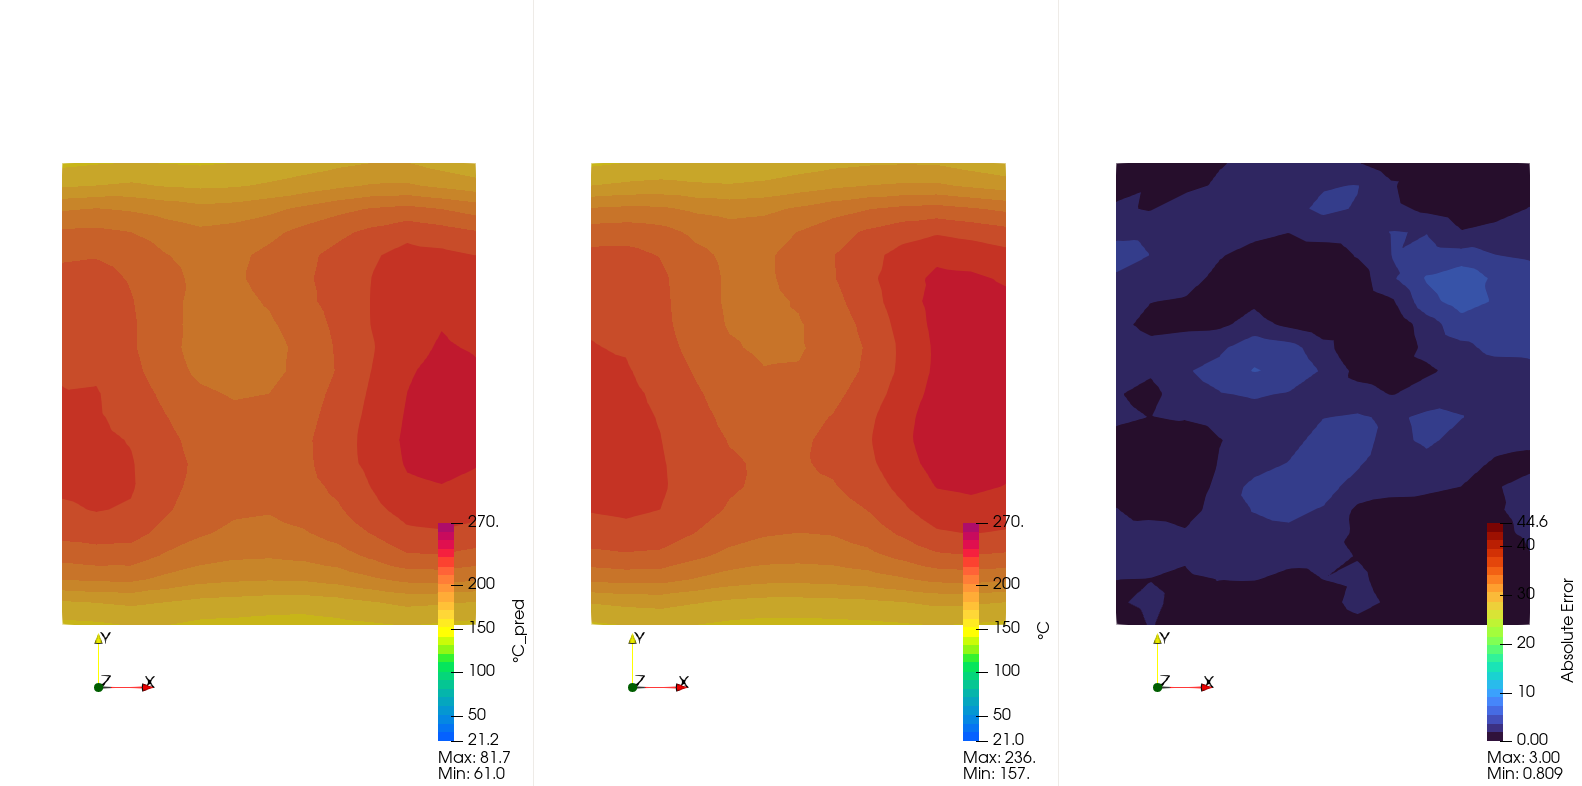 270.
200
150
100
50
21.2
°C_pred
Max: 81.7
Min: 61.0
Y
Z
X
270.
200
150
100
50
21.0
°C
Max: 236.
Min: 157.
Y
Z
X
44.6
40
30
20
10
0.00
Absolute Error
Max: 3.00
Min: 0.809
Y
Z
X